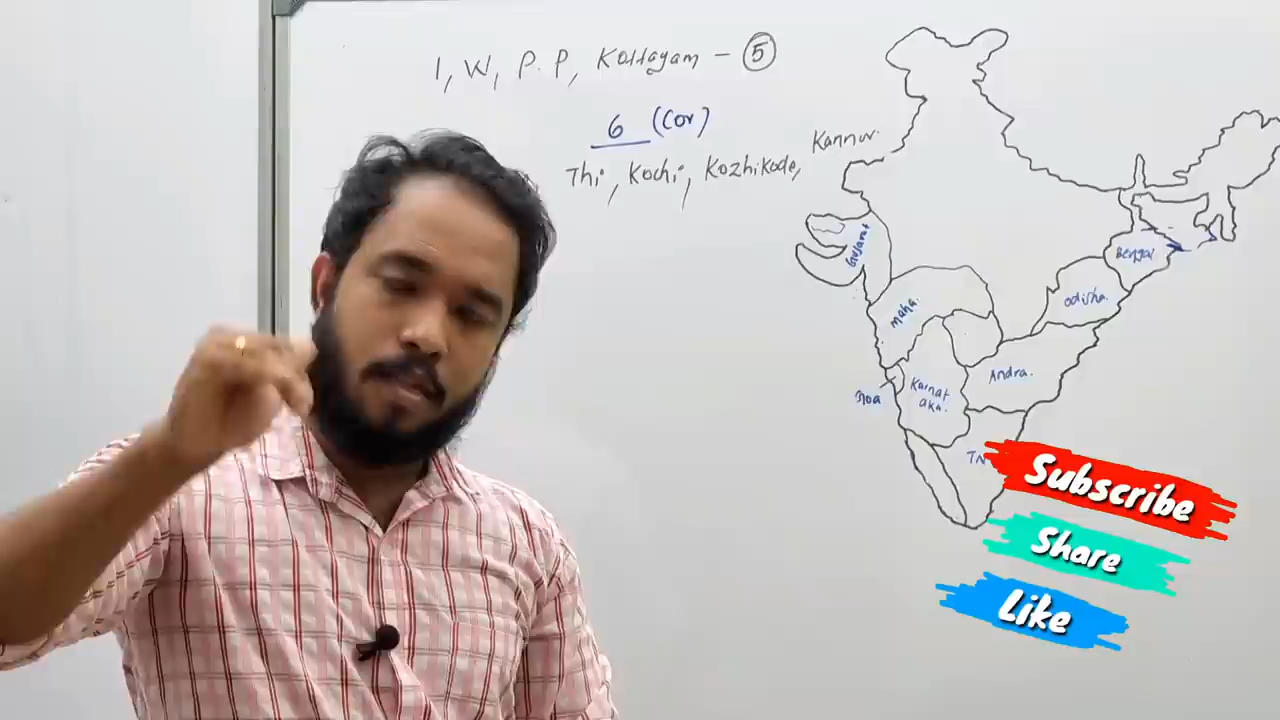 I, W, P.P, Kottayam - 5
6 (Cor)
Thi, Kochi, Kozhikode, Kannur.
Gujarat
Bengal
Odisha.
Maha.
Andra.
Goa
Karnat
aka.
TN
Subscribe
Share
Like